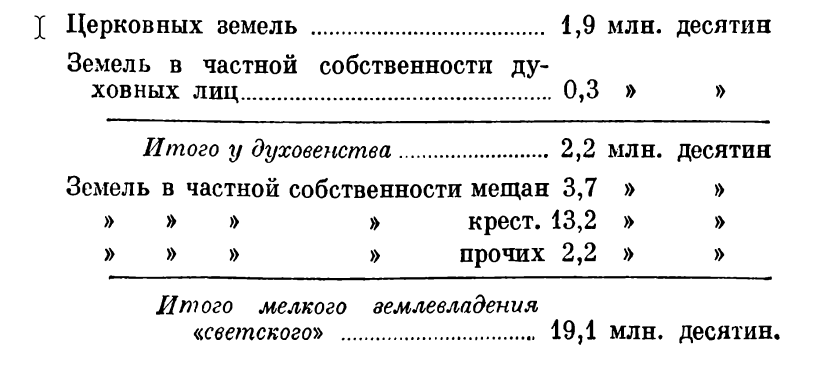 Церковных земель ................................ 1,9 млн. десятин
Земель в частной собственности ду-
ховных лиц.......................................... 0,3 » »
Итого у духовенства ...................... 2,2 млн. десятин
Земель в частной собственности мещан 3,7 » »
» » » » крест. 13,2 » »
» » » » прочих 2,2 » »
Итого мелкого землевладения
«светского» ............................ 19,1 млн. десятин.